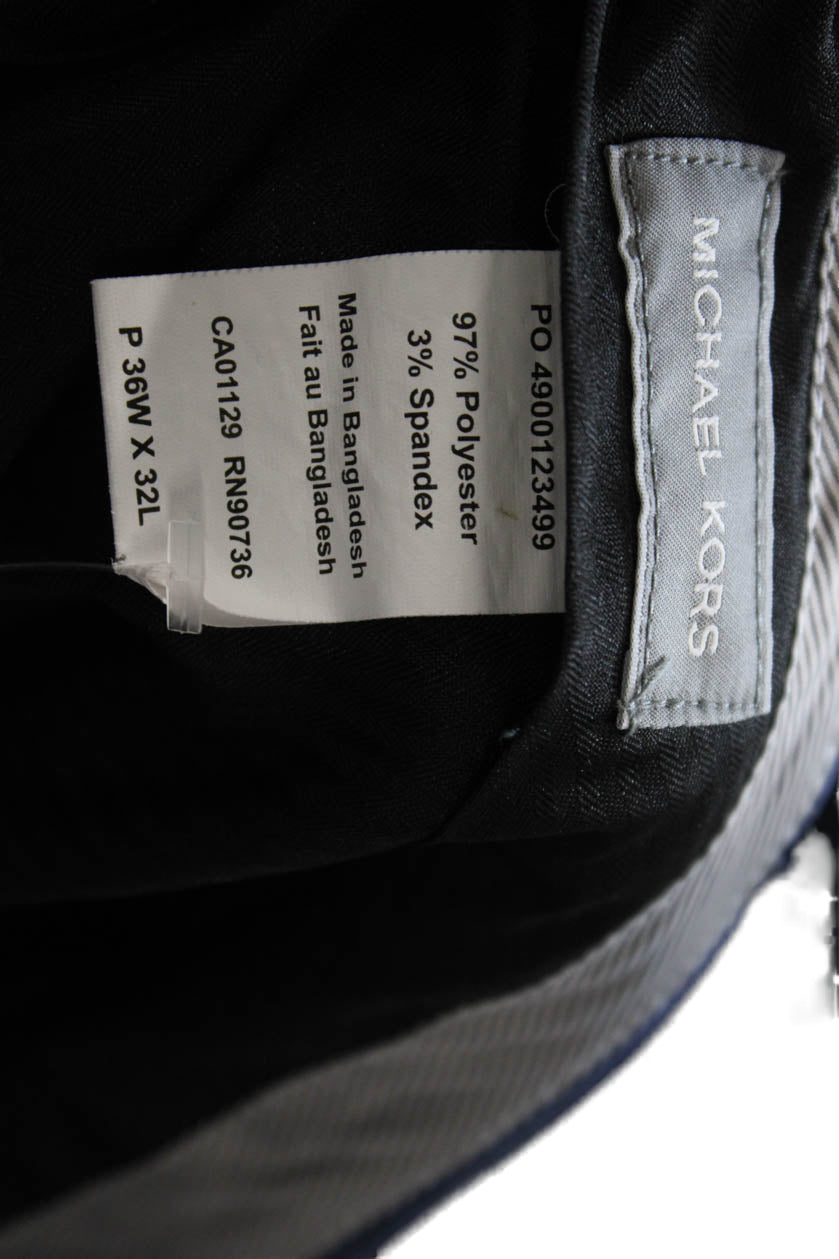 MICHAEL KORS
PO 4900123499
97% Polyester
3% Spandex
Made in Bangladesh
Fait au Bangladesh
CA01129 RN90736
P 36W X 32L